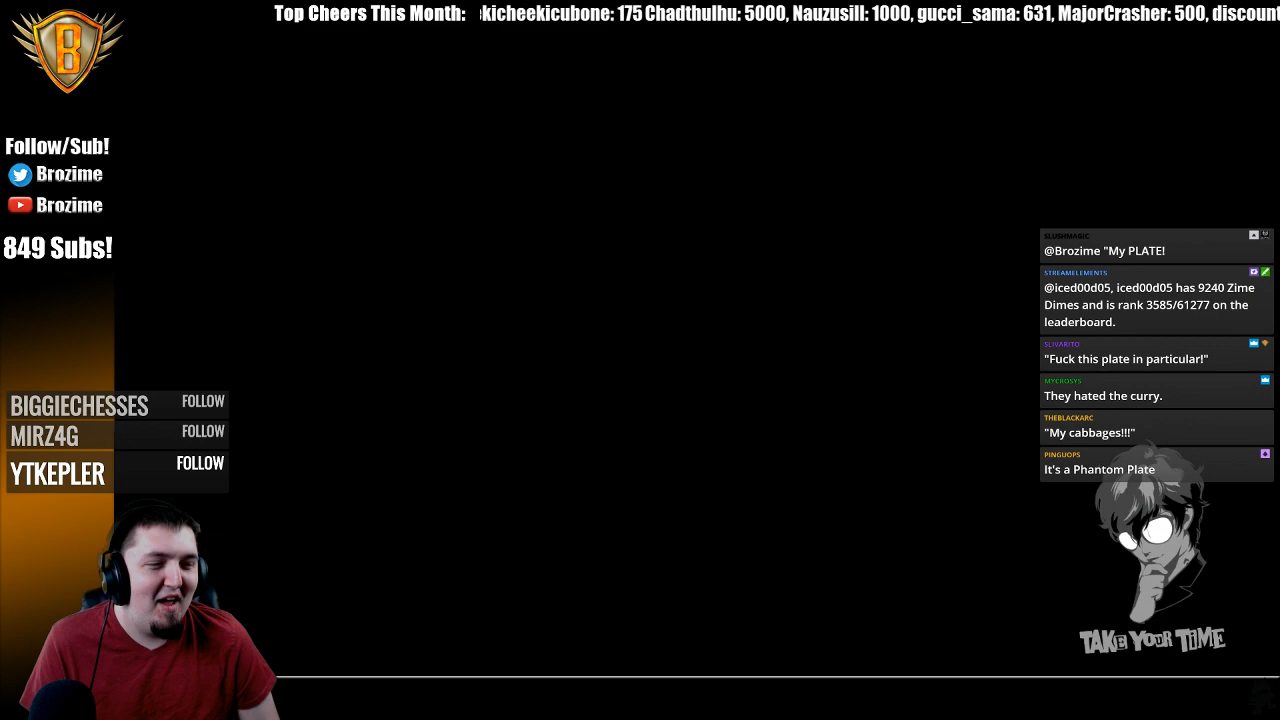 Top Cheers This Month: ekicheekicubone: 175 Chadthulhu: 5000, Nauzusill: 1000, gucci_sama: 631, MajorCrasher: 500, discount
B
Follow/Sub!
Brozime
Brozime
849 Subs!
BIGGIECHESSES FOLLOW
MIRZ4G FOLLOW
YTKEPLER FOLLOW
SLUSHMAGIC
@Brozime "My PLATE!
STREAMELEMENTS
@iced00d05, iced00d05 has 9240 Zime
Dimes and is rank 3585/61277 on the
leaderboard.
SLIVARITO
"Fuck this plate in particular!"
MYCROSYS
They hated the curry.
THEBLACKARC
"My cabbages!!!"
PINGUOPS
It's a Phantom Plate
TAKE YOUR TIME